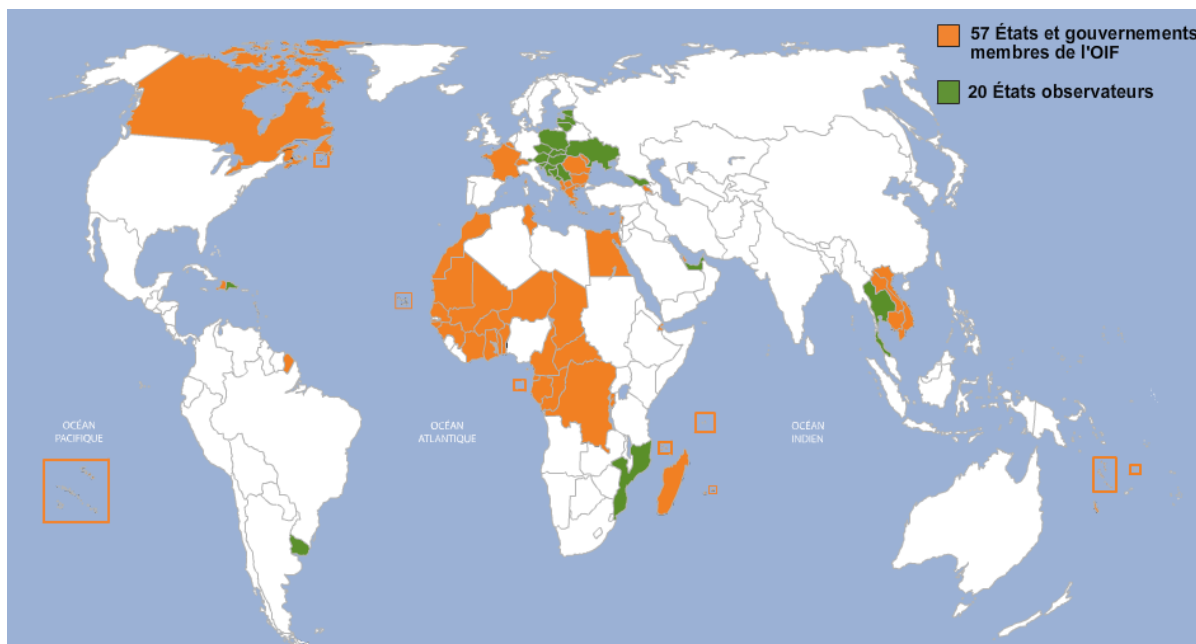 57 États et gouvernements
membres de l'OIF
20 États observateurs
OCÉAN
PACIFIQUE
OCÉAN
ATLANTIQUE
OCÉAN
INDIEN